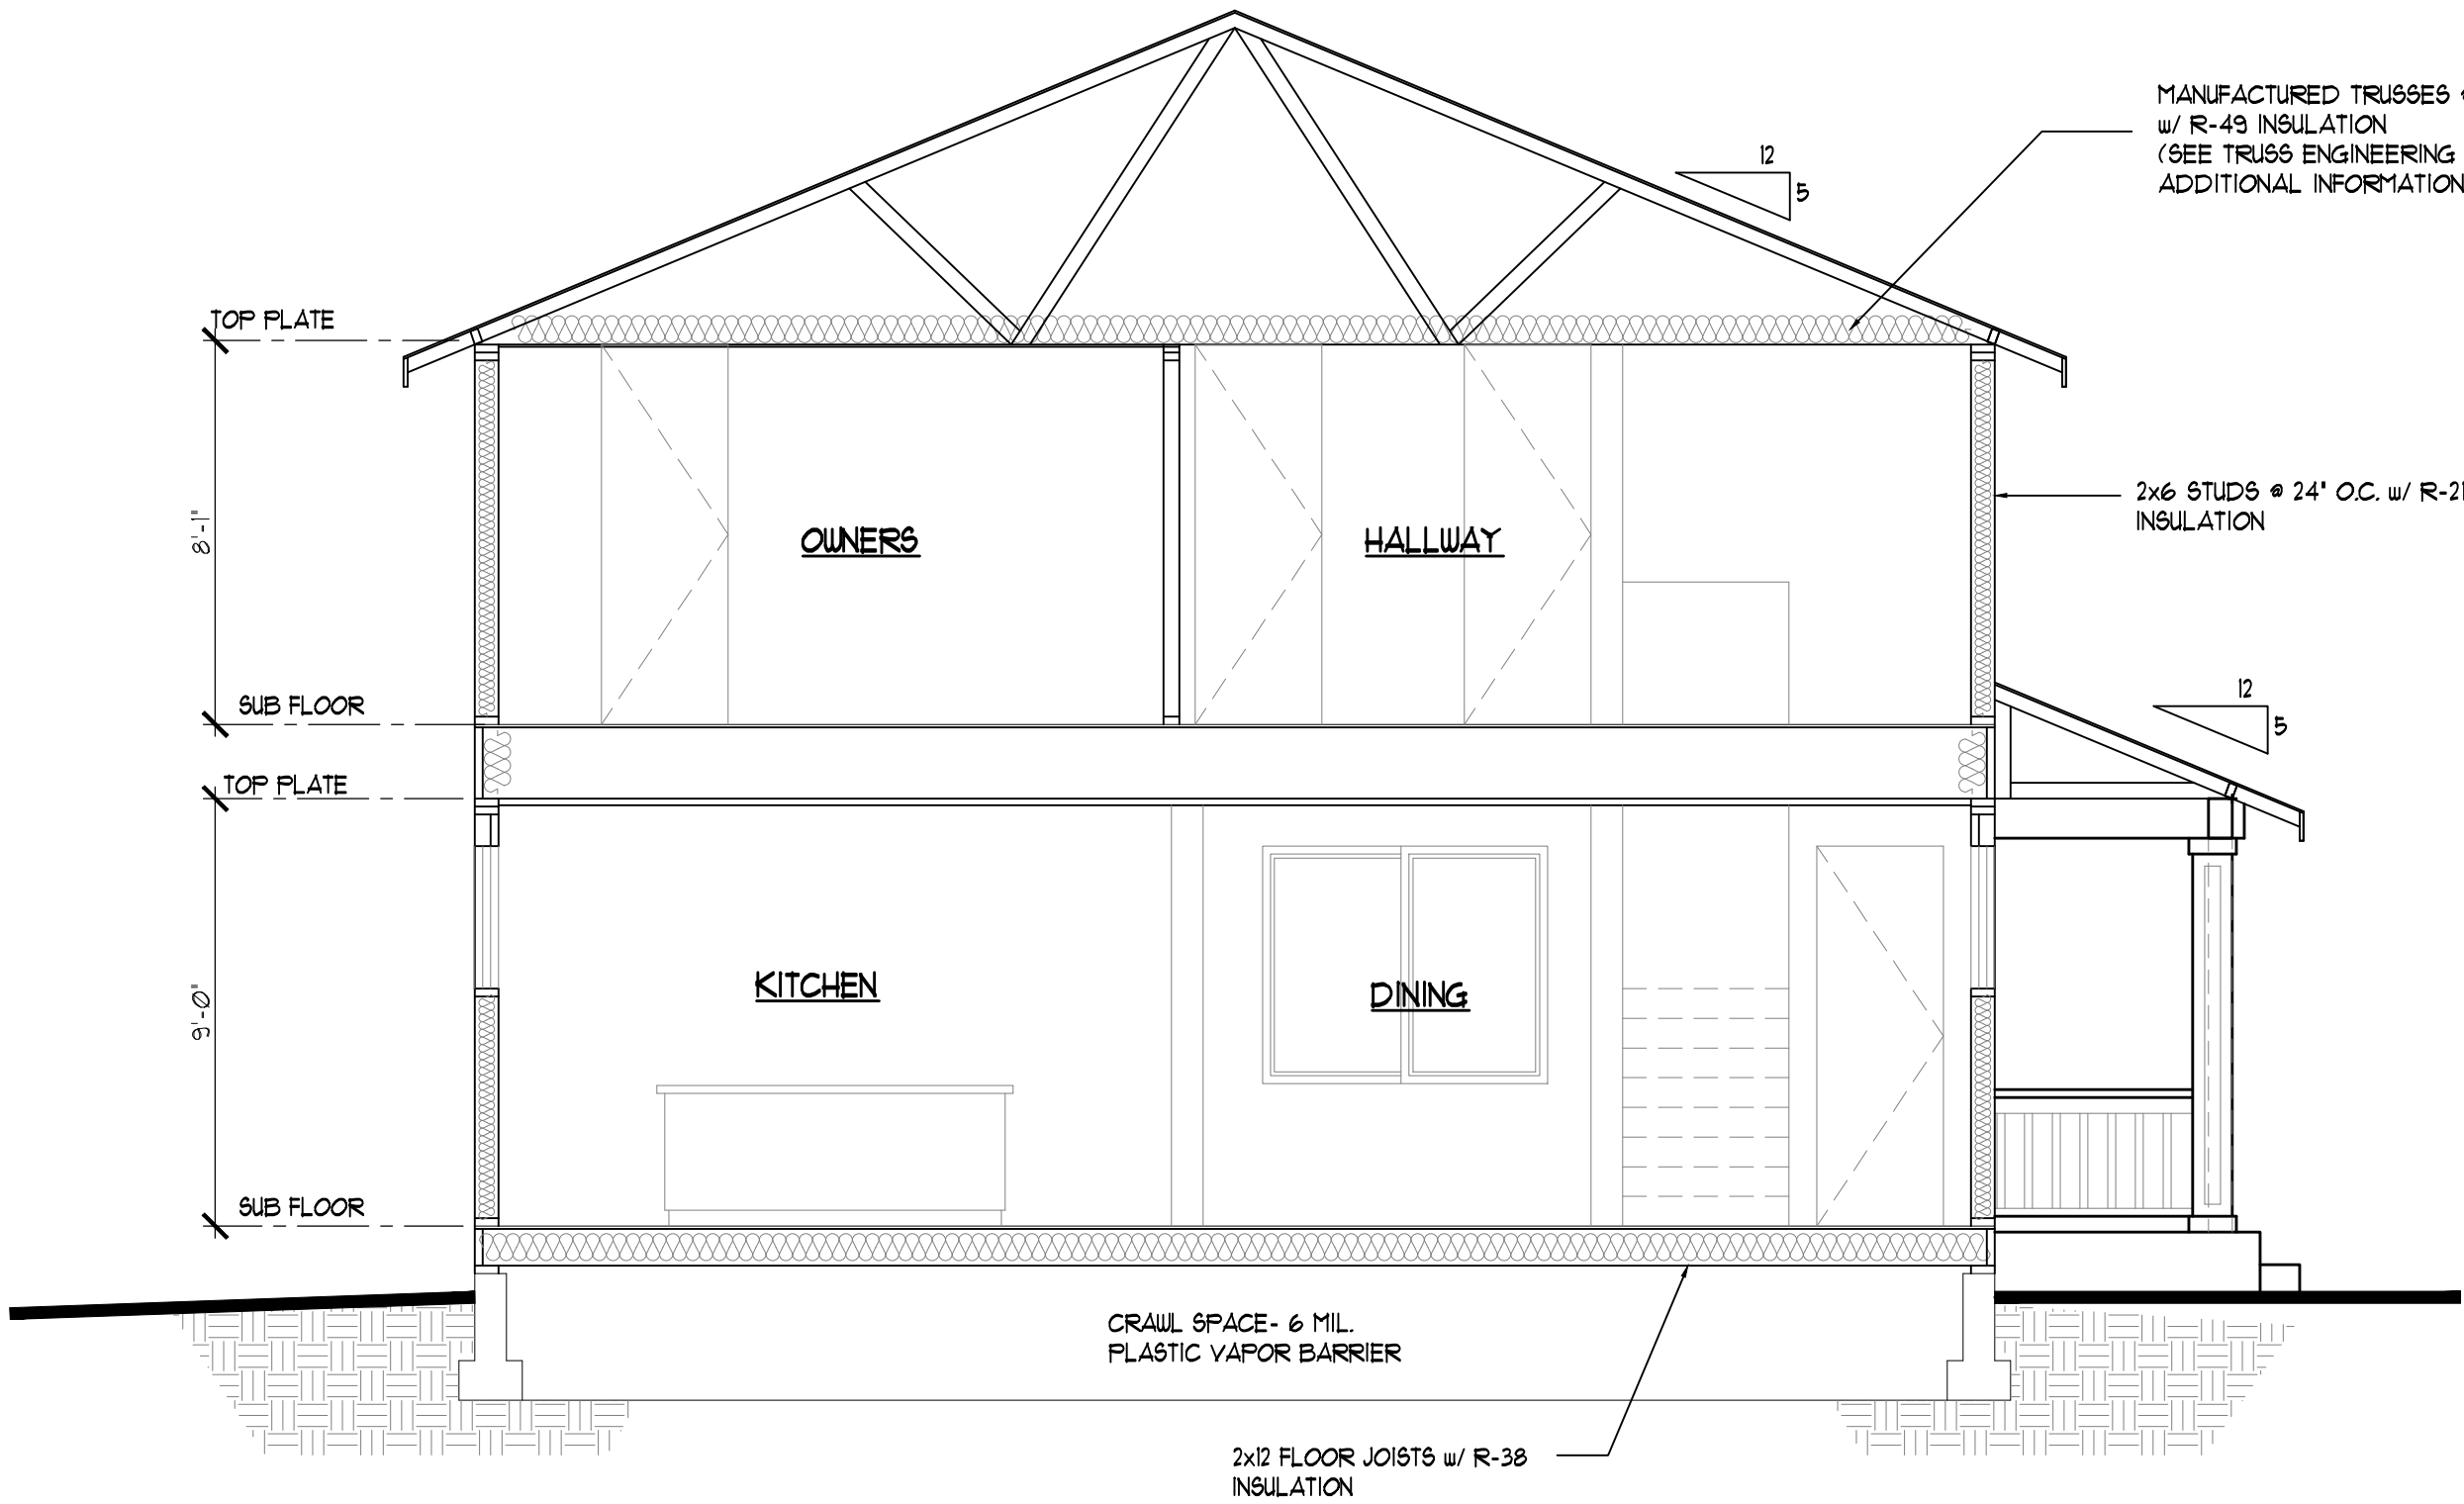 MANUFACTURED TRUSSES
w/ R-49 INSULATION
(SEE TRUSS ENGINEERING
ADDITIONAL INFORMATION
12
5
TOP PLATE
8'-1"
OWNERS
HALLWAY
2x6 STUDS @ 24" O.C. w/ R-21
INSULATION
SUB FLOOR
12
5
TOP PLATE
9'-0"
KITCHEN
DINING
SUB FLOOR
CRAWL SPACE- 6 MIL.
PLASTIC VAPOR BARRIER
2x12 FLOOR JOISTS w/ R-38
INSULATION